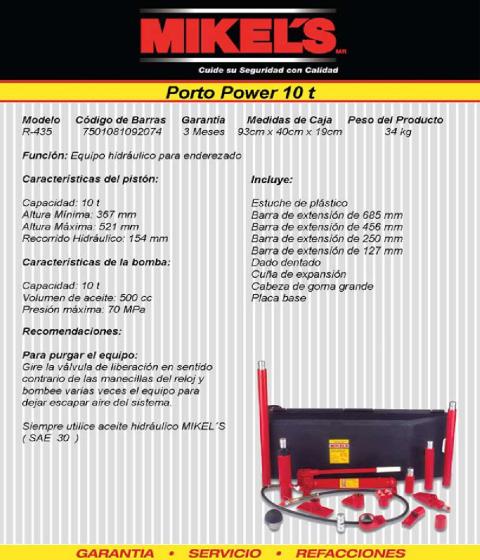 MIKEL'S MR
Cuide su Seguridad con Calidad
Porto Power 10 t
Modelo Código de Barras Garantía Medidas de Caja Peso del Producto
R-435 7501081092074 3 Meses 93cm x 40cm x 19cm 34 kg
Función: Equipo hidráulico para enderezado
Características del pistón:
Capacidad: 10 t
Altura Mínima: 367 mm
Altura Máxima: 521 mm
Recorrido Hidráulico: 154 mm
Características de la bomba:
Capacidad: 10 t
Volumen de aceite: 500 cc
Presión máxima: 70 MPa
Recomendaciones:
Para purgar el equipo:
Gire la válvula de liberación en sentido
contrario de las manecillas del reloj y
bombee varias veces el equipo para
dejar escapar aire del sistema.
Siempre utilice aceite hidráulico MIKEL´S
( SAE 30 )
Incluye:
Estuche de plástico
Barra de extensión de 685 mm
Barra de extensión de 456 mm
Barra de extensión de 250 mm
Barra de extensión de 127 mm
Dado dentado
Cuña de expansión
Cabeza de goma grande
Placa base
MIKEL'S
GARANTIA • SERVICIO • REFACCIONES